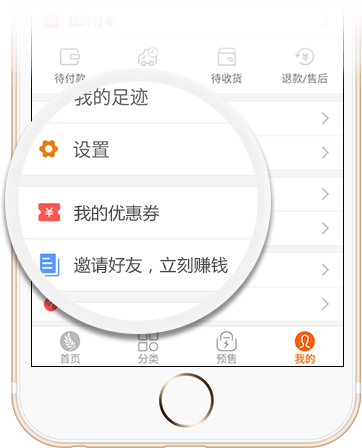 我的订单
待付款
待收货
退款/售后
我的足迹
设置
我的优惠券
邀请好友，立刻赚钱
首页
分类
预售
我的